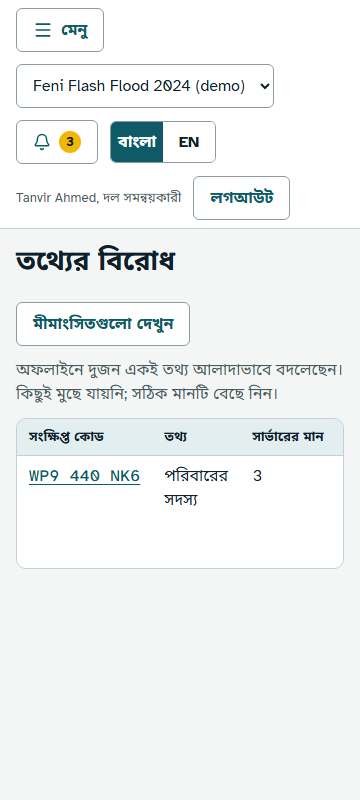 মেনু
Feni Flash Flood 2024 (demo)
3
বাংলা EN
Tanvir Ahmed, দল সমন্বয়কারী লগআউট
তথ্যের বিরোধ
মীমাংসিতগুলো দেখুন
অফলাইনে দুজন একই তথ্য আলাদাভাবে বদলেছেন।
কিছুই মুছে যায়নি; সঠিক মানটি বেছে নিন।
সংক্ষিপ্ত কোড তথ্য সার্ভারের মান
WP9 440 NK6 পরিবারের 3
সদস্য